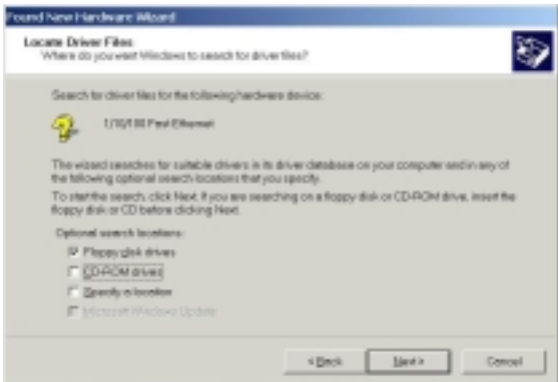 Found New Hardware Wizard
Locate Driver Files
Where do you want Windows to search for driver files?
Search for driver files for the following hardware device:
1/10/100 Fast Ethernet
The wizard searches for suitable drivers in its driver database on your computer and in any of
the following optional search locations that you specify.
To start the search, click Next. If you are searching on a floppy disk or CD-ROM drive, insert the
floppy disk or CD before clicking Next.
Optional search locations:
Floppy disk drives
CD-ROM drives
Specify a location
Microsoft Windows Update
< Back
Next >
Cancel